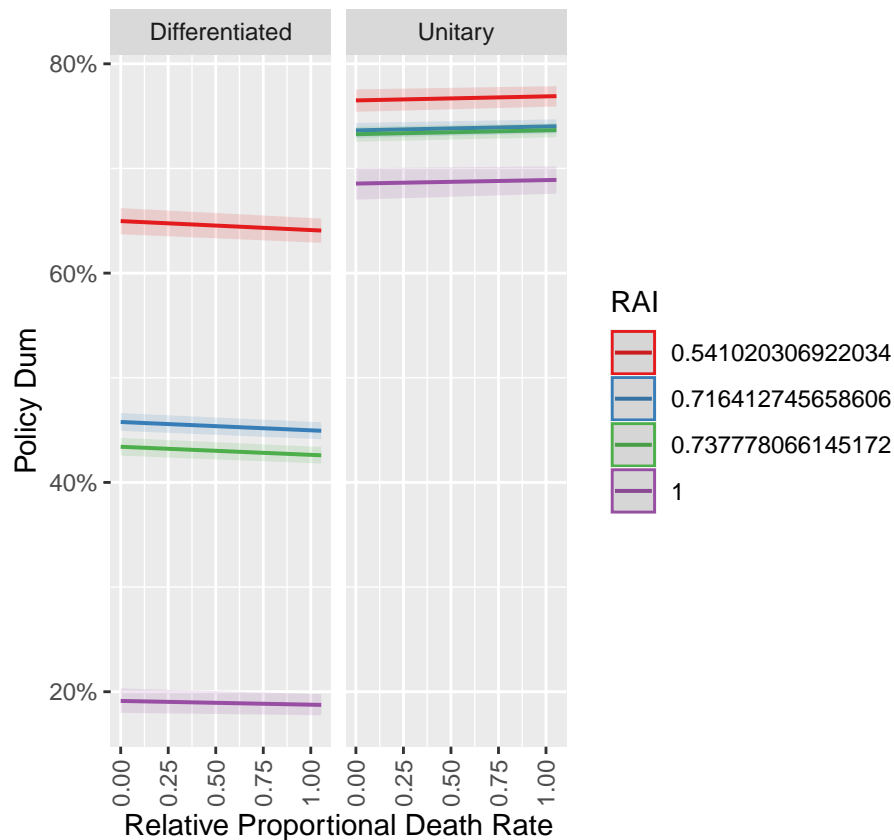 Differentiated
Unitary
80%
60%
40%
20%
Policy Dum
0.00 0.25 0.50 0.75 1.00
0.00 0.25 0.50 0.75 1.00
Relative Proportional Death Rate
RAI
0.541020306922034
0.716412745658606
0.737778066145172
1